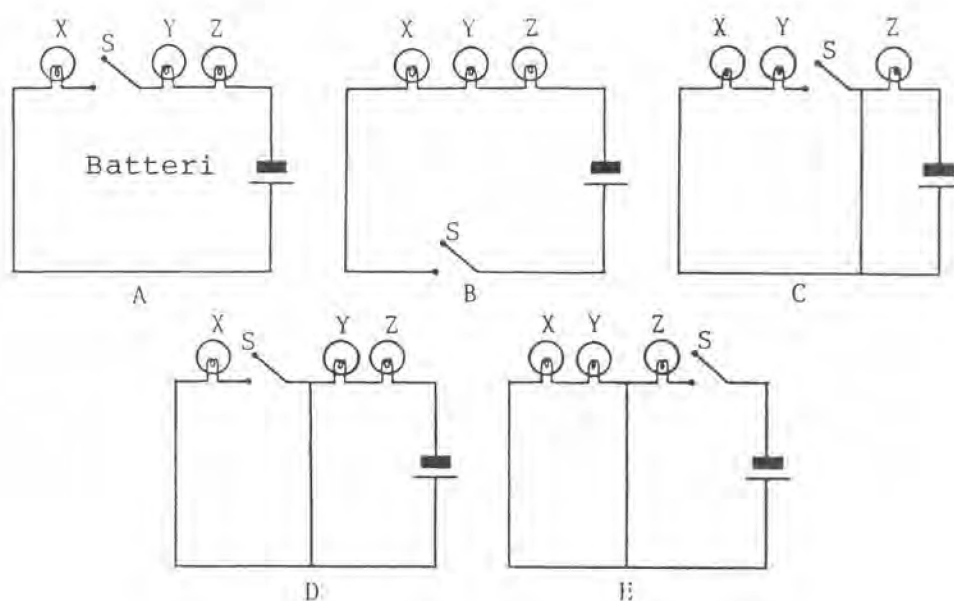 X S Y Z
Batteri
A
X Y Z
S
B
X Y S Z
C
X S Y Z
D
X Y Z S
E